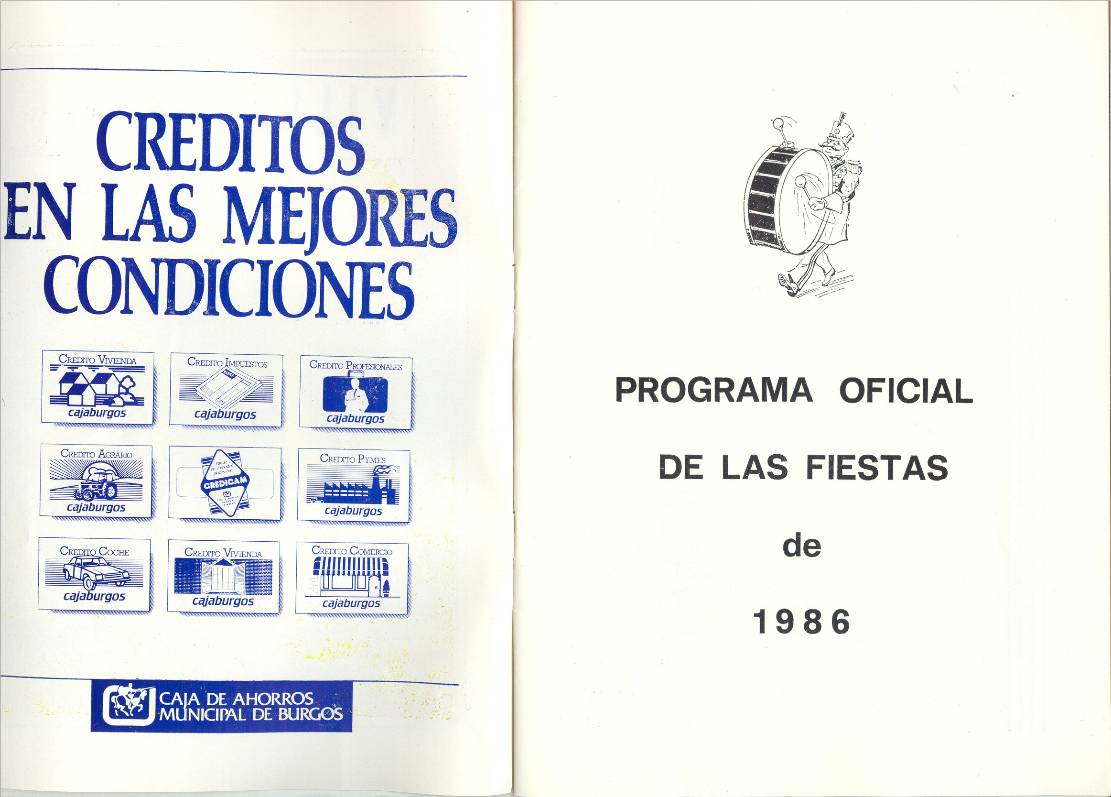 CREDITOS
EN LAS MEJORES
CONDICIONES
CREDITO VIVIENDA
cajaburgos
CREDITO IMPUESTOS
cajaburgos
CREDITO PROFESIONALES
cajaburgos
CREDITO AGRARIO
cajaburgos
CREDICAM
CREDITO PYMES
cajaburgos
CREDITO COCHE
cajaburgos
CREDITO VIVIENDA
cajaburgos
CREDITO COMERCIO
cajaburgos
CAJA DE AHORROS
MUNICIPAL DE BURGOS
PROGRAMA OFICIAL
DE LAS FIESTAS
de
1986